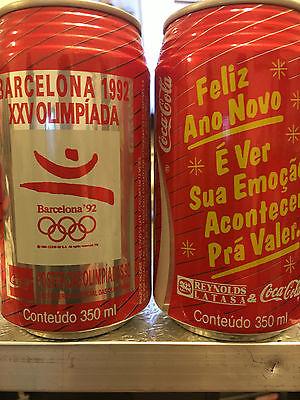 BARCELONA 1992
XXV OLIMPÍADA
Barcelona'92
Conteúdo 350 ml
Coca-Cola
Feliz
Ano Novo
É Ver
Sua Emoção
Acontecer
Prá Valer.
REYNOLDS
LATASA & Coca-Cola
Conteúdo 350 ml